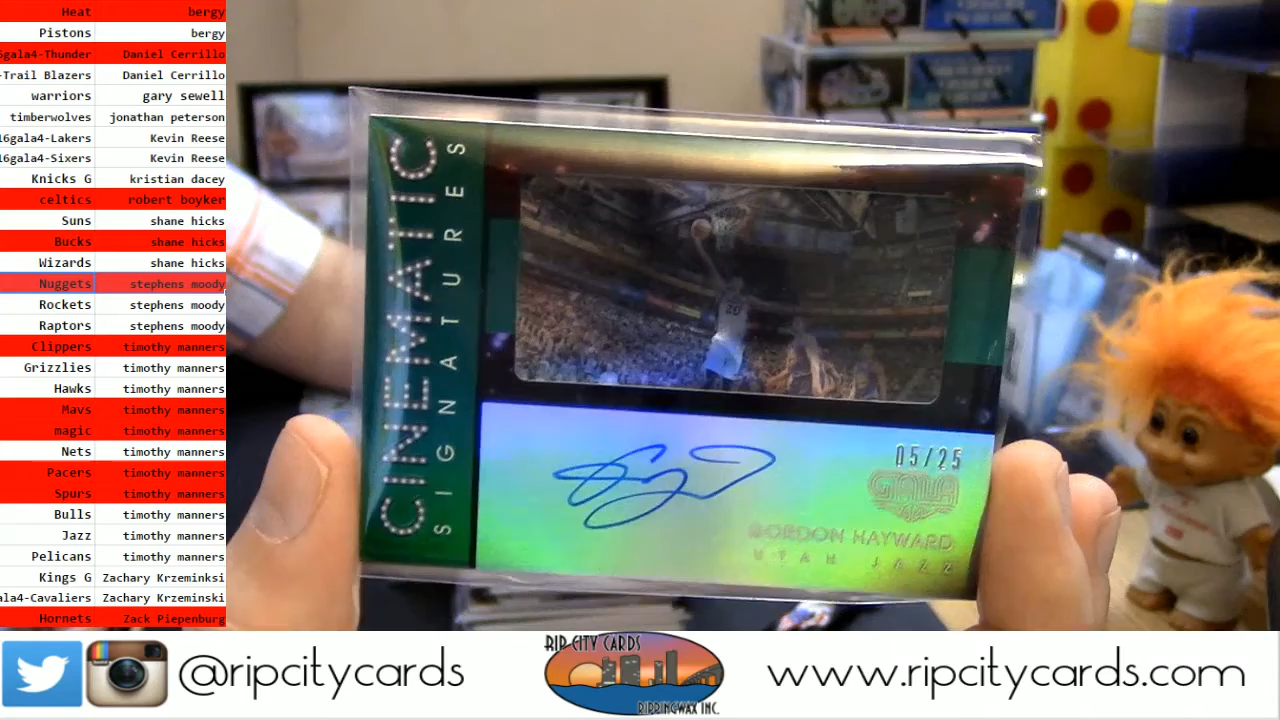 Heat bergy
Pistons bergy
6gala4-Thunder Daniel Cerrillo
-Trail Blazers Daniel Cerrillo
warriors gary sewell
timberwolves jonathan peterson
l6gala4-Lakers Kevin Reese
l6gala4-Sixers Kevin Reese
Knicks G kristian dacey
celtics robert boyker
Suns shane hicks
Bucks shane hicks
Wizards shane hicks
Nuggets stephens moody
Rockets stephens moody
Raptors stephens moody
Clippers timothy manners
Grizzlies timothy manners
Hawks timothy manners
Mavs timothy manners
magic timothy manners
Nets timothy manners
Pacers timothy manners
Spurs timothy manners
Bulls timothy manners
Jazz timothy manners
Pelicans timothy manners
Kings G Zachary Krzeminksi
ala4-Cavaliers Zachary Krzeminski
Hornets Zack Piepenburg
CINEMATIC
SIGNATURES
20
05/25
GALA
GORDON HAYWARD
UTAH JAZZ
@ripcitycards
RIP CITY CARDS
RIPPINGWAX INC.
www.ripcitycards.com